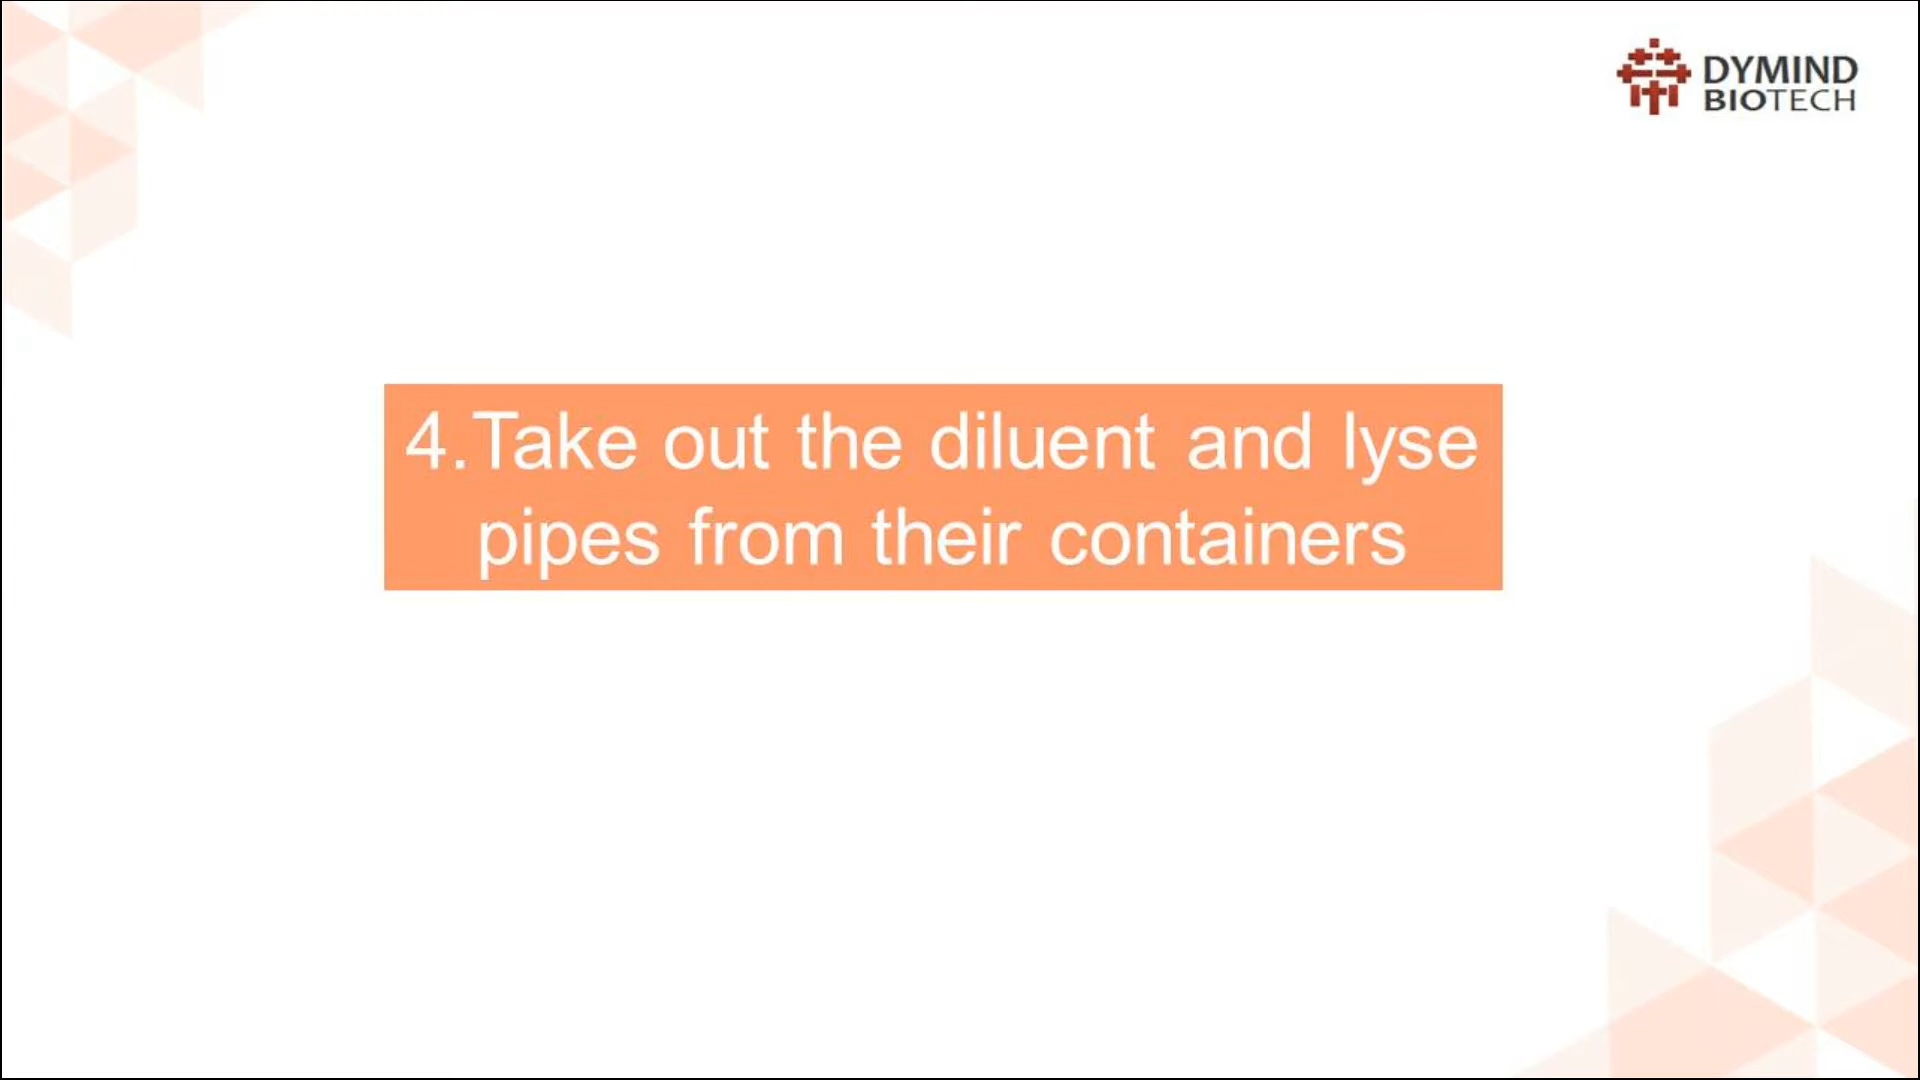 DYMIND
BIOTECH
4.Take out the diluent and lyse
pipes from their containers